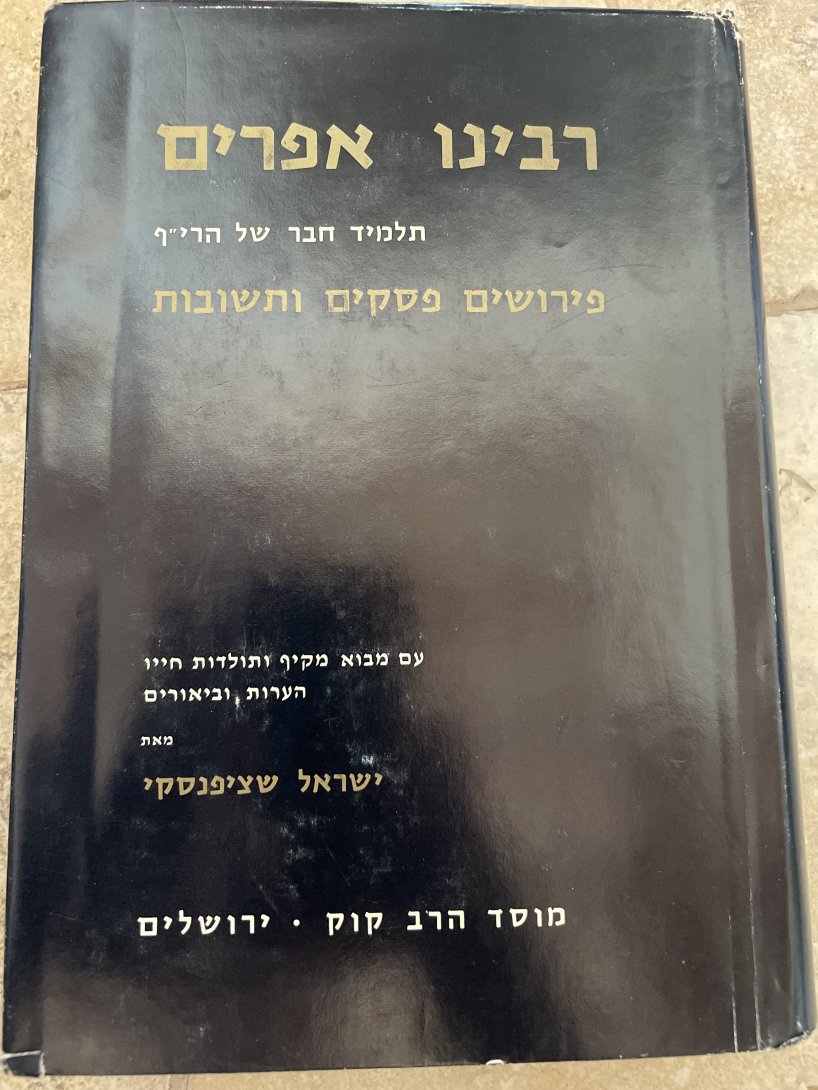 רבינו אפרים
תלמיד חבר של הרי״ף
פירושים פסקים ותשובות
עם מבוא מקיף ותולדות חייו
הערות וביאורים
מאת
ישראל שציפנסקי
מוסד הרב קוק · ירושלים